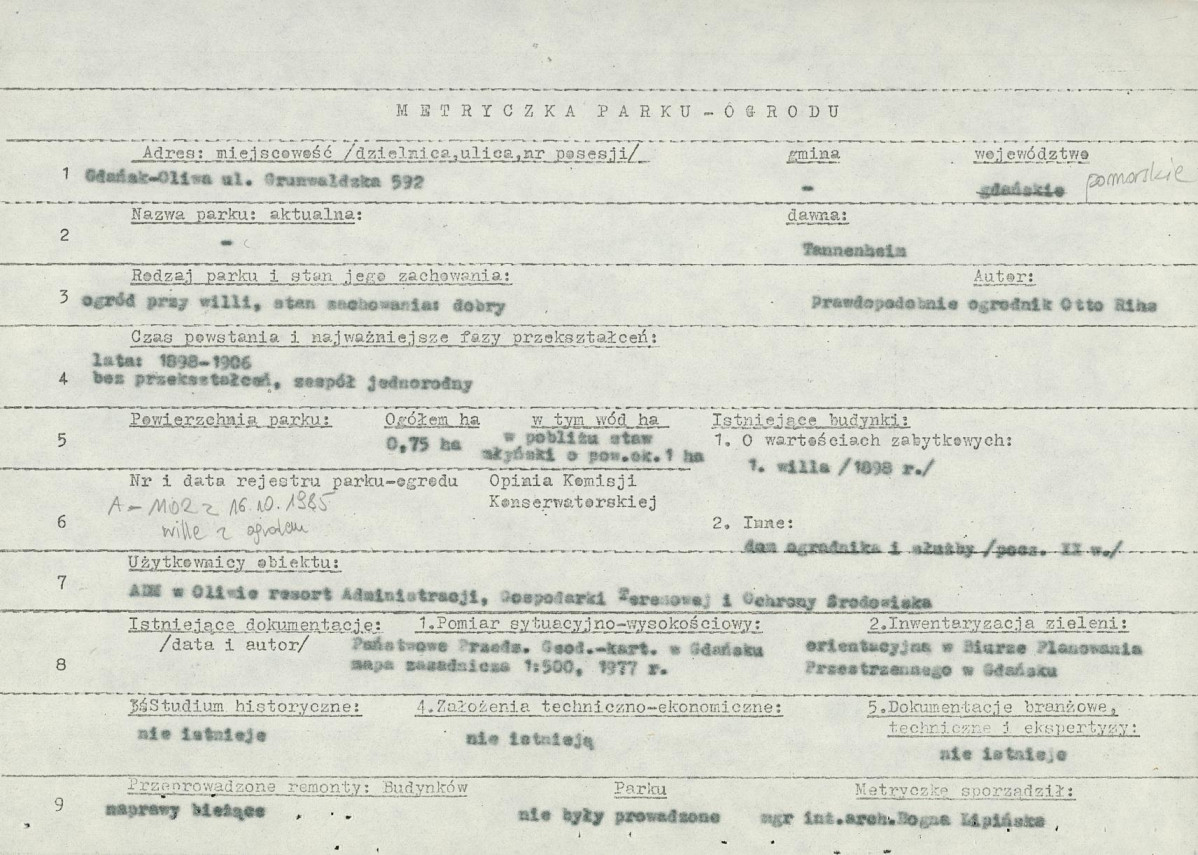 METRYCZKA PARKU-OGRODU
1 Adres: miejscowość /dzielnica,ulica,nr posesji/ gmina województwo
Gdańsk-Oliwa ul. Grunwaldzka 592 - gdańskie pomorskie
2 Nazwa parku: aktualna: dawna:
- Tannenheim
3 Rodzaj parku i stan jego zachowania: Autor:
ogród przy willi, stan zachowania: dobry Prawdopodobnie ogrodnik Otto Riha
4 Czas powstania i najważniejsze fazy przekształceń:
lata: 1898-1906
bez przekształceń, zespół jednorodny
5 Powierzchnia parku: Ogółem ha w tym wód ha Istniejące budynki:
0,75 ha w pobliżu staw młyński o pow.ok.1 ha
1. O wartościach zabytkowych:
1. willa /1898 r./
6 Nr i data rejestru parku-ogrodu Opinia Komisji Konserwatorskiej
z 16.10.1985
wille z ogrodem
2. Inne:
dom ogrodnika i służby /pocz. XX w./
7 Użytkownicy obiektu:
ADM w Oliwie resort Administracji, Gospodarki Terenowej i Ochrony Środowiska
8 Istniejące dokumentacje: 1.Pomiar sytuacyjno-wysokościowy: 2.Inwentaryzacja zieleni:
/data i autor/ Państwowe Przeds. Geod.-kart. w Gdańsku orientacyjna w Biurze Planowania
mapa zasadnicza 1:500, 1977 r. Przestrzennego w Gdańsku
3.Studium historyczne: 4.Założenia techniczno-ekonomiczne: 5.Dokumentacje branżowe,
techniczne i ekspertyzy:
nie istnieje nie istnieją nie istnieje
9 Przeprowadzone remonty: Budynków Parku Metryczkę sporządził:
naprawy bieżące nie były prowadzone mgr inż.arch.Bogna Lipińska